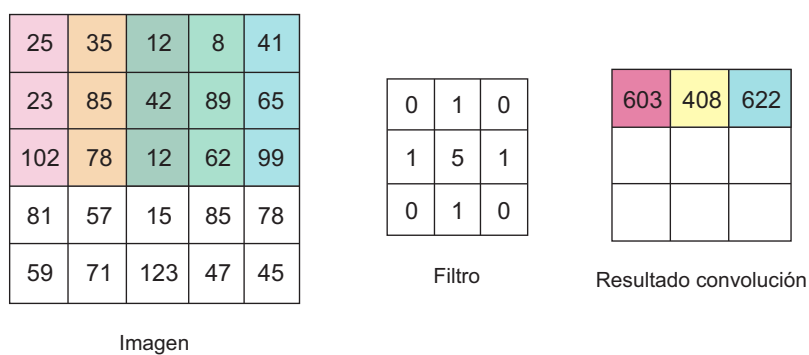 25 35 12 8 41
23 85 42 89 65
102 78 12 62 99
81 57 15 85 78
59 71 123 47 45
Imagen
0 1 0
1 5 1
0 1 0
Filtro
603 408 622
Resultado convolución